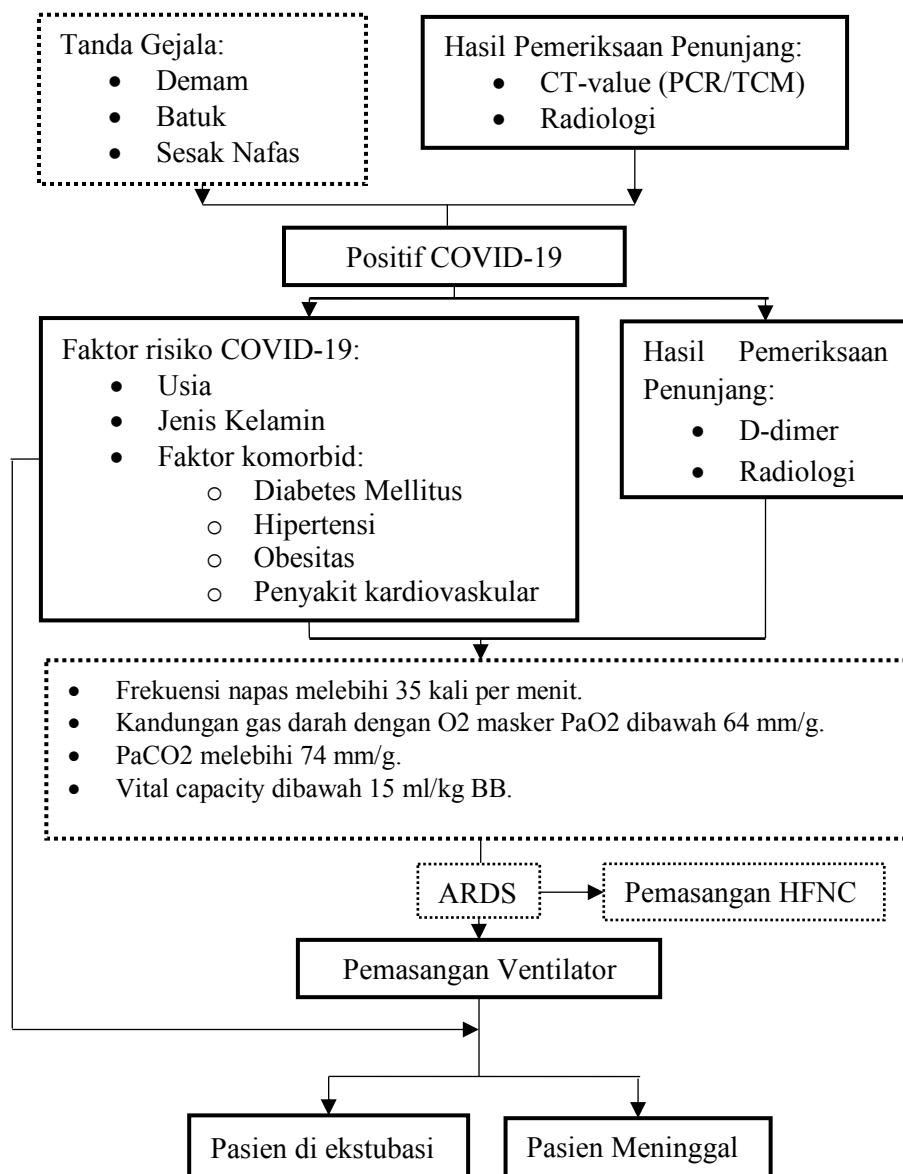 Tanda Gejala:
• Demam
• Batuk
• Sesak Nafas
Hasil Pemeriksaan Penunjang:
• CT-value (PCR/TCM)
• Radiologi
Positif COVID-19
Faktor risiko COVID-19:
• Usia
• Jenis Kelamin
• Faktor komorbid:
o Diabetes Mellitus
o Hipertensi
o Obesitas
o Penyakit kardiovaskular
Hasil Pemeriksaan
Penunjang:
• D-dimer
• Radiologi
• Frekuensi napas melebihi 35 kali per menit.
• Kandungan gas darah dengan O2 masker PaO2 dibawah 64 mm/g.
• PaCO2 melebihi 74 mm/g.
• Vital capacity dibawah 15 ml/kg BB.
ARDS
Pemasangan HFNC
Pemasangan Ventilator
Pasien di ekstubasi
Pasien Meninggal